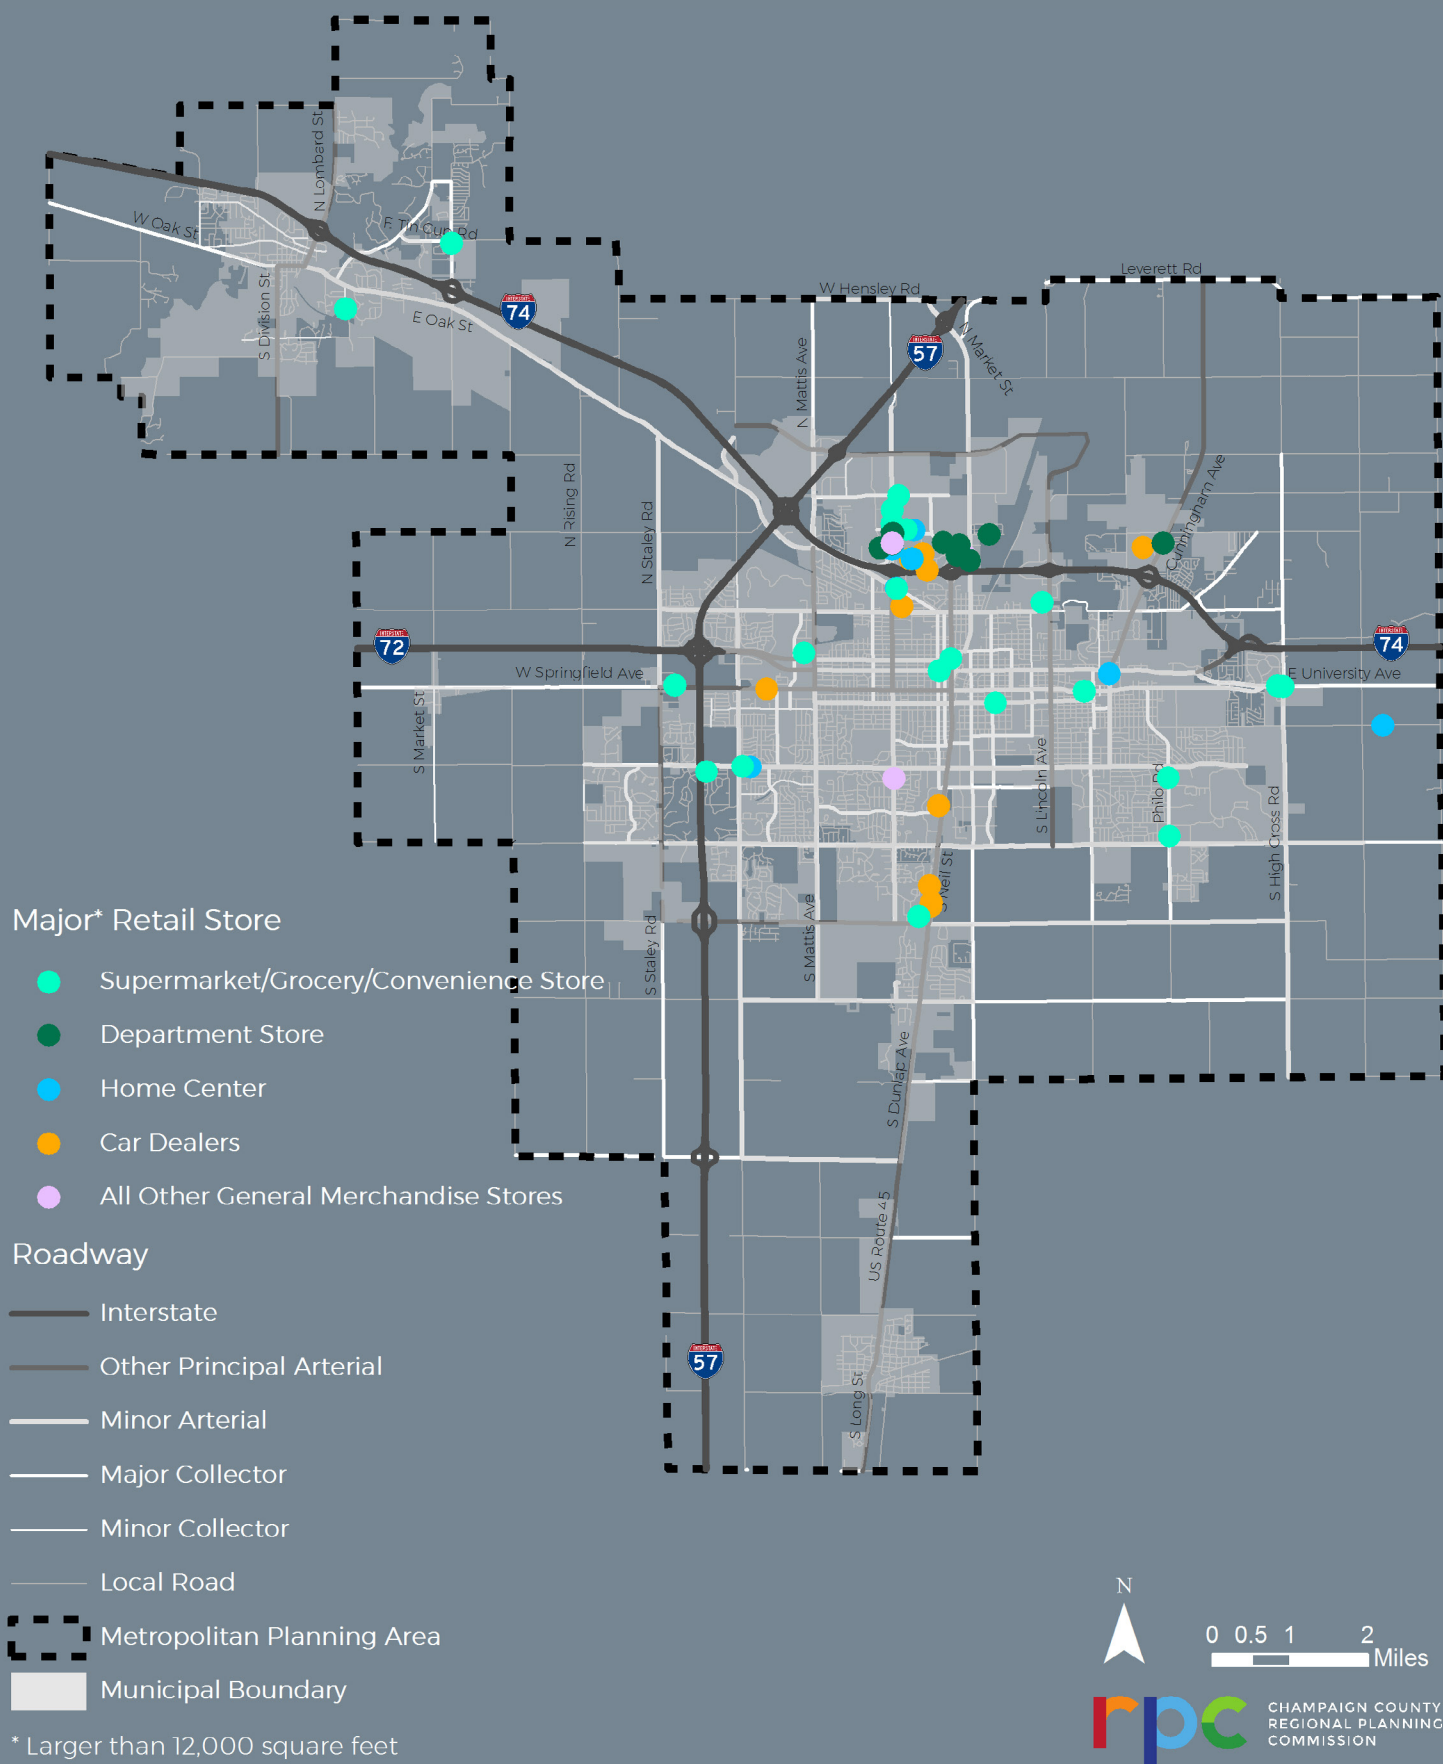 N Lombard St
W Oak St
E Tin Cup Rd
S Division St
INTERSTATE
74
E Oak St
Leverett Rd
W Hensley Rd
INTERSTATE
57
N Market St
N Mattis Ave
N Rising Rd
N Staley Rd
Cunningham Ave
INTERSTATE
72
INTERSTATE
74
W Springfield Ave
E University Ave
S Market St
S Lincoln Ave
Philo Rd
S High Cross Rd
S Neil St
S Mattis Ave
S Staley Rd
S Dunlap Ave
US Route 45
INTERSTATE
57
S Long St
Major* Retail Store
Supermarket/Grocery/Convenience Store
Department Store
Home Center
Car Dealers
All Other General Merchandise Stores
Roadway
Interstate
Other Principal Arterial
Minor Arterial
Major Collector
Minor Collector
Local Road
Metropolitan Planning Area
Municipal Boundary
* Larger than 12,000 square feet
N
0 0.5 1 2
Miles
rpc
CHAMPAIGN COUNTY
REGIONAL PLANNING
COMMISSION